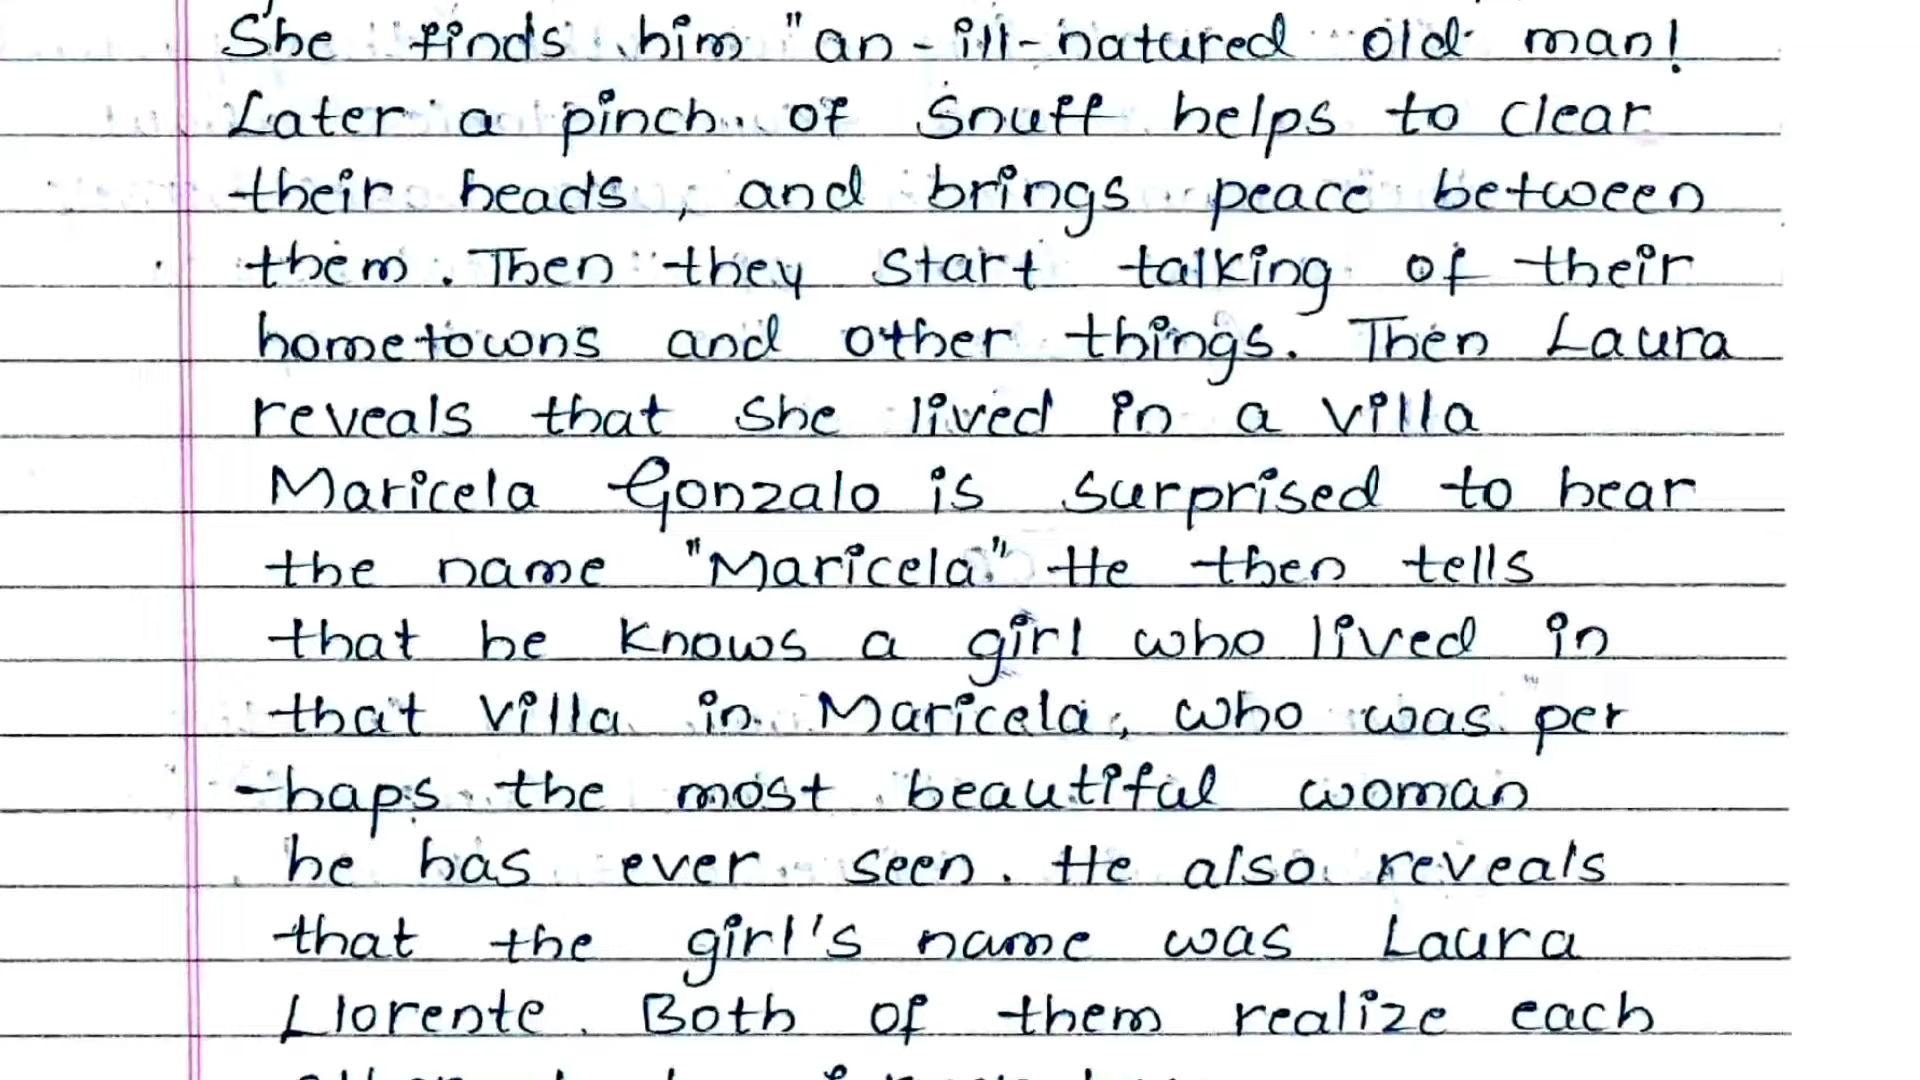 She finds him "an-ill-natured old man!
Later a pinch of Snuff helps to clear
their heads, and brings peace between
them. Then they start talking of their
hometowns and other things. Then Laura
reveals that she lived in a villa
Maricela Gonzalo is surprised to hear
the name "Maricela." He then tells
that he knows a girl who lived in
that villa in Maricela, who was per
-haps the most beautiful woman
he has ever seen. He also reveals
that the girl's name was Laura
Llorente. Both of them realize each